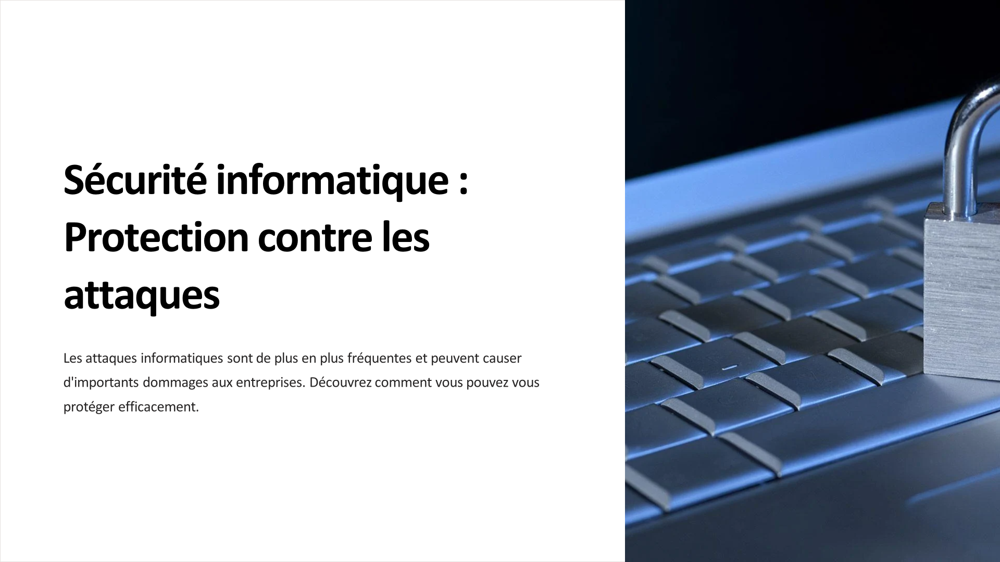 Sécurité informatique :
Protection contre les
attaques
Les attaques informatiques sont de plus en plus fréquentes et peuvent causer
d'importants dommages aux entreprises. Découvrez comment vous pouvez vous
protéger efficacement.